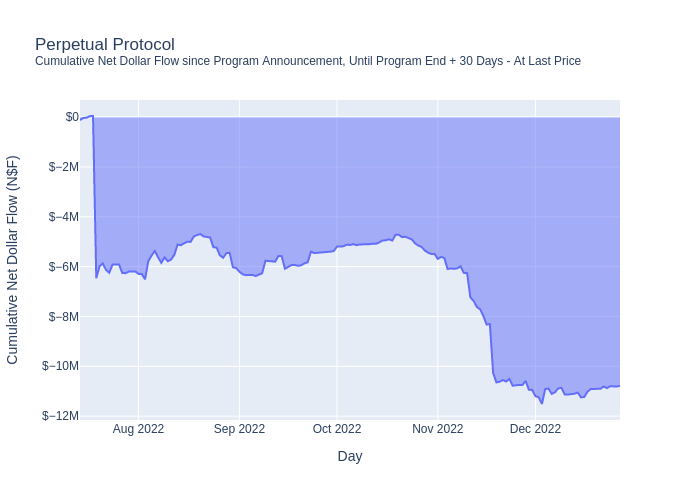 Perpetual Protocol
Cumulative Net Dollar Flow since Program Announcement, Until Program End + 30 Days - At Last Price
Cumulative Net Dollar Flow (N$F)
$0
$−2M
$−4M
$−6M
$−8M
$−10M
$−12M
Aug 2022
Sep 2022
Oct 2022
Nov 2022
Dec 2022
Day